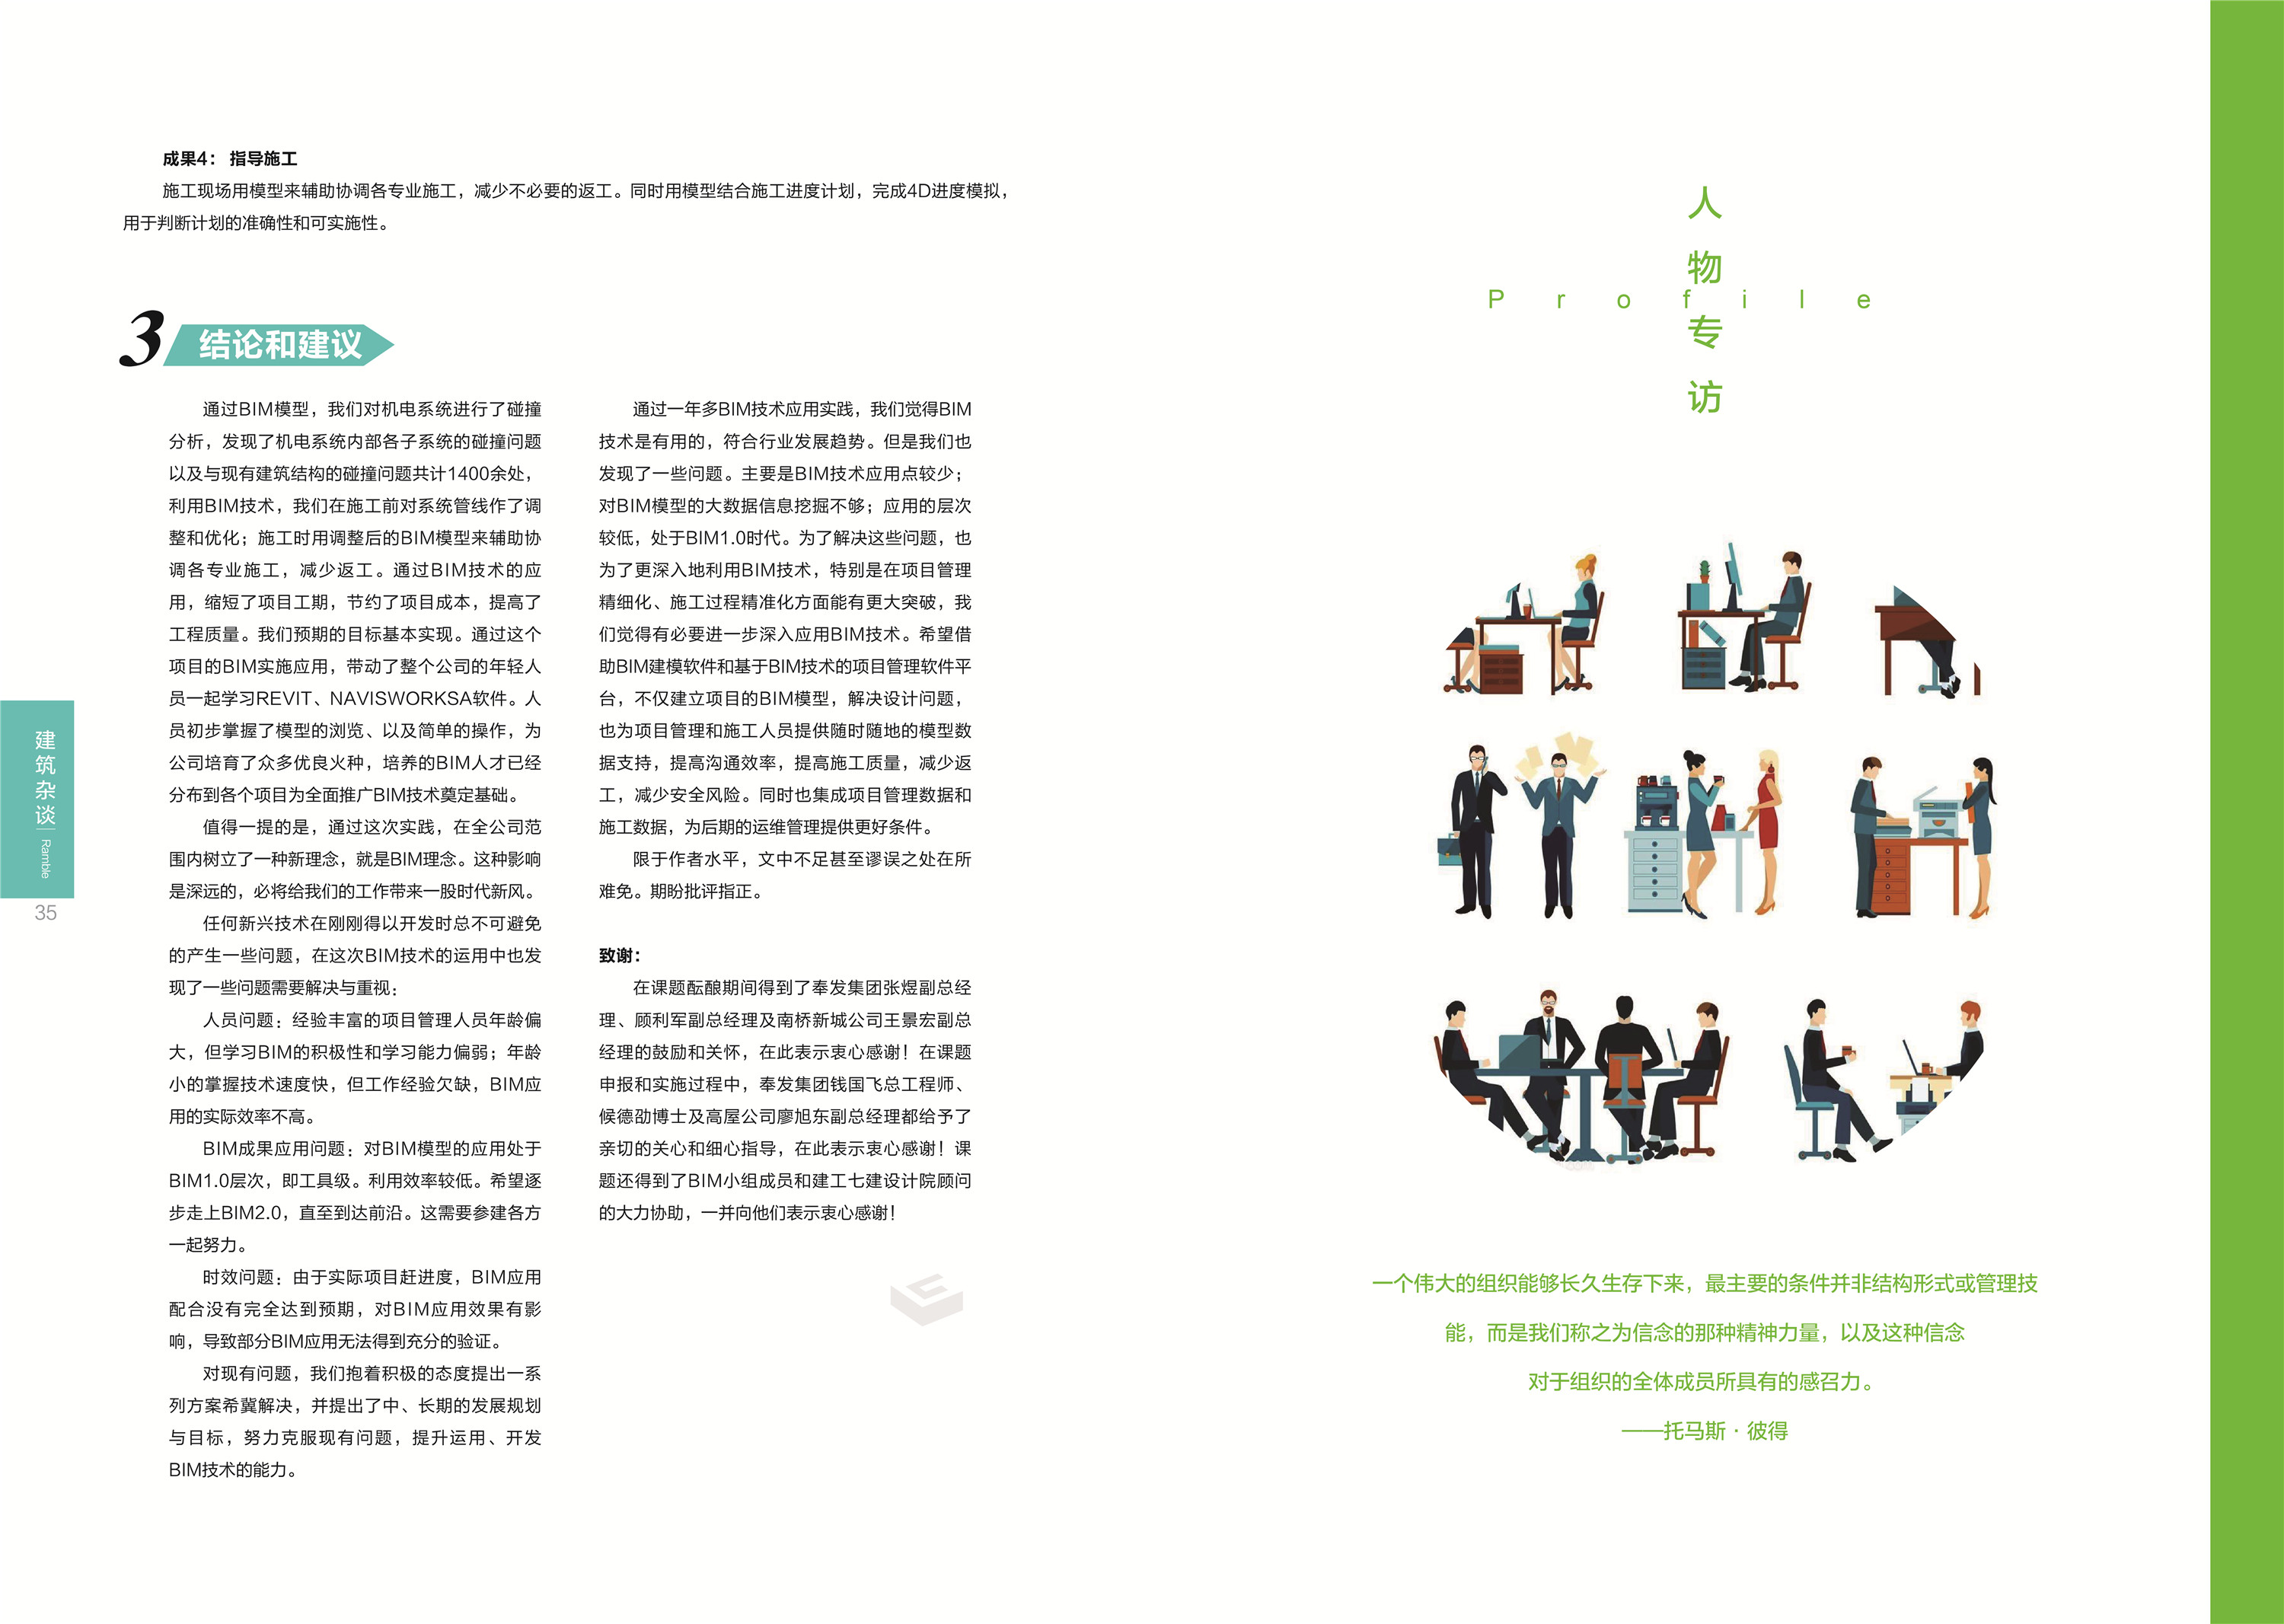 成果4： 指导施工
施工现场用模型来辅助协调各专业施工，减少不必要的返工。同时用模型结合施工进度计划，完成4D进度模拟，
用于判断计划的准确性和可实施性。
3 结论和建议
通过BIM模型，我们对机电系统进行了碰撞
分析，发现了机电系统内部各子系统的碰撞问题
以及与现有建筑结构的碰撞问题共计1400余处，
利用BIM技术，我们在施工前对系统管线作了调
整和优化；施工时用调整后的BIM模型来辅助协
调各专业施工，减少返工。通过BIM技术的应
用，缩短了项目工期，节约了项目成本，提高了
工程质量。我们预期的目标基本实现。通过这个
项目的BIM实施应用，带动了整个公司的年轻人
员一起学习REVIT、NAVISWORKSA软件。人
员初步掌握了模型的浏览、以及简单的操作，为
公司培育了众多优良火种，培养的BIM人才已经
分布到各个项目为全面推广BIM技术奠定基础。
值得一提的是，通过这次实践，在全公司范
围内树立了一种新理念，就是BIM理念。这种影响
是深远的，必将给我们的工作带来一股时代新风。
任何新兴技术在刚刚得以开发时总不可避免
的产生一些问题，在这次BIM技术的运用中也发
现了一些问题需要解决与重视：
人员问题：经验丰富的项目管理人员年龄偏
大，但学习BIM的积极性和学习能力偏弱；年龄
小的掌握技术速度快，但工作经验欠缺，BIM应
用的实际效率不高。
BIM成果应用问题：对BIM模型的应用处于
BIM1.0层次，即工具级。利用效率较低。希望逐
步走上BIM2.0，直至到达前沿。这需要参建各方
一起努力。
时效问题：由于实际项目赶进度，BIM应用
配合没有完全达到预期，对BIM应用效果有影
响，导致部分BIM应用无法得到充分的验证。
对现有问题，我们抱着积极的态度提出一系
列方案希冀解决，并提出了中、长期的发展规划
与目标，努力克服现有问题，提升运用、开发
BIM技术的能力。
通过一年多BIM技术应用实践，我们觉得BIM
技术是有用的，符合行业发展趋势。但是我们也
发现了一些问题。主要是BIM技术应用点较少；
对BIM模型的大数据信息挖掘不够；应用的层次
较低，处于BIM1.0时代。为了解决这些问题，也
为了更深入地利用BIM技术，特别是在项目管理
精细化、施工过程精准化方面能有更大突破，我
们觉得有必要进一步深入应用BIM技术。希望借
助BIM建模软件和基于BIM技术的项目管理软件平
台，不仅建立项目的BIM模型，解决设计问题，
也为项目管理和施工人员提供随时随地的模型数
据支持，提高沟通效率，提高施工质量，减少返
工，减少安全风险。同时也集成项目管理数据和
施工数据，为后期的运维管理提供更好条件。
限于作者水平，文中不足甚至谬误之处在所
难免。期盼批评指正。
致谢：
在课题酝酿期间得到了奉发集团张煜副总经
理、顾利军副总经理及南桥新城公司王景宏副总
经理的鼓励和关怀，在此表示衷心感谢！在课题
申报和实施过程中，奉发集团钱国飞总工程师、
候德劭博士及高屋公司廖旭东副总经理都给予了
亲切的关心和细心指导，在此表示衷心感谢！课
题还得到了BIM小组成员和建工七建设计院顾问
的大力协助，一并向他们表示衷心感谢！
建筑杂谈 Ramble
35
人物专访
Profile
一个伟大的组织能够长久生存下来，最主要的条件并非结构形式或管理技
能，而是我们称之为信念的那种精神力量，以及这种信念
对于组织的全体成员所具有的感召力。
——托马斯·彼得